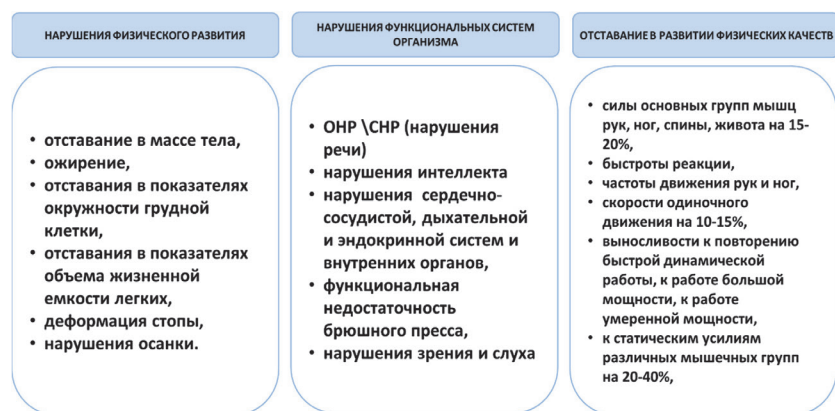 НАРУШЕНИЯ ФИЗИЧЕСКОГО РАЗВИТИЯ
• отставание в массе тела,
• ожирение,
• отставания в показателях
окружности грудной
клетки,
• отставания в показателях
объема жизненной
емкости легких,
• деформация стопы,
• нарушения осанки.
НАРУШЕНИЯ ФУНКЦИОНАЛЬНЫХ СИСТЕМ
ОРГАНИЗМА
• ОНР \СНР (нарушения
речи)
• нарушения интеллекта
• нарушения сердечно-
сосудистой, дыхательной
и эндокринной систем и
внутренних органов,
• функциональная
недостаточность
брюшного пресса,
• нарушения зрения и слуха
ОТСТАВАНИЕ В РАЗВИТИИ ФИЗИЧЕСКИХ КАЧЕСТВ
• силы основных групп мышц
рук, ног, спины, живота на 15-
20%,
• быстроты реакции,
• частоты движения рук и ног,
• скорости одиночного
движения на 10-15%,
• выносливости к повторению
быстрой динамической
работы, к работе большой
мощности, к работе
умеренной мощности,
• к статическим усилиям
различных мышечных групп
на 20-40%,